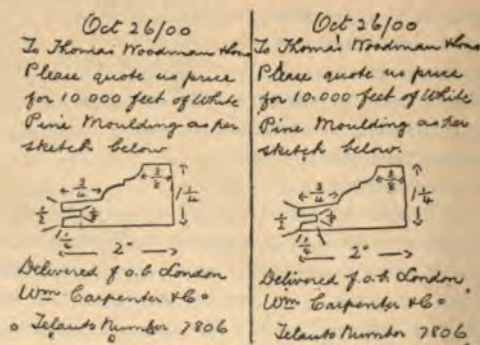 Oct 26/00
To Thomas Woodman & Sons
Please quote us price
for 10 000 feet of White
Pine Moulding as per
sketch below
3/4
3/8
1 1/4
1/2
1/4
2"
Delivered f.o.b London
Wm Carpenter & Co
Telauto Number 7806
Oct 26/00
To Thomas Woodman & Sons
Please quote us price
for 10.000 feet of White
Pine Moulding as per
sketch below.
3/4
3/8
1 1/4
1/2
1/4
2"
Delivered f.o.b. London
Wm Carpenter & Co
Telauto Number 7806